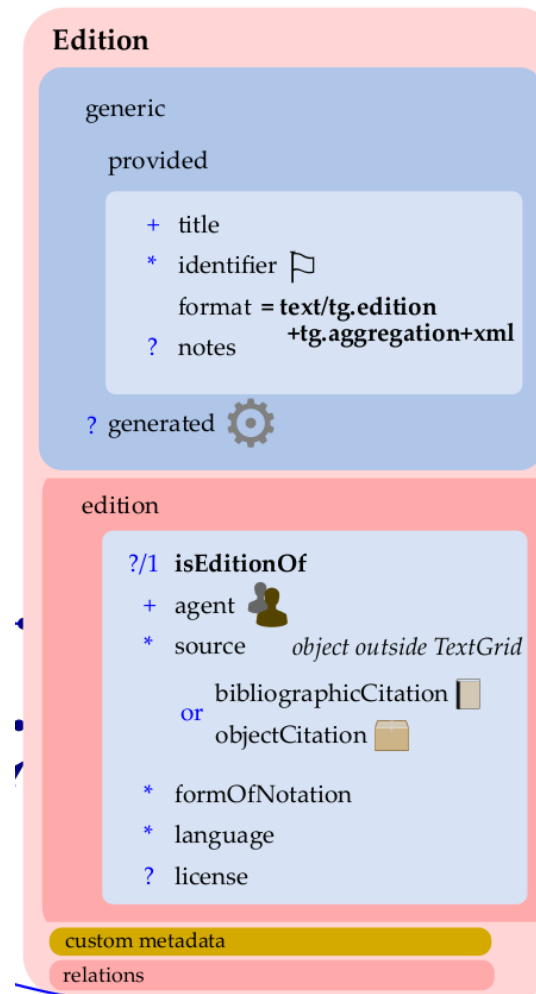 Edition
generic
provided
+ title
* identifier
format = text/tg.edition
+tg.aggregation+xml
? notes
? generated
edition
?/1 isEditionOf
+ agent
* source object outside TextGrid
bibliographicCitation
or
objectCitation
* formOfNotation
* language
? license
custom metadata
relations